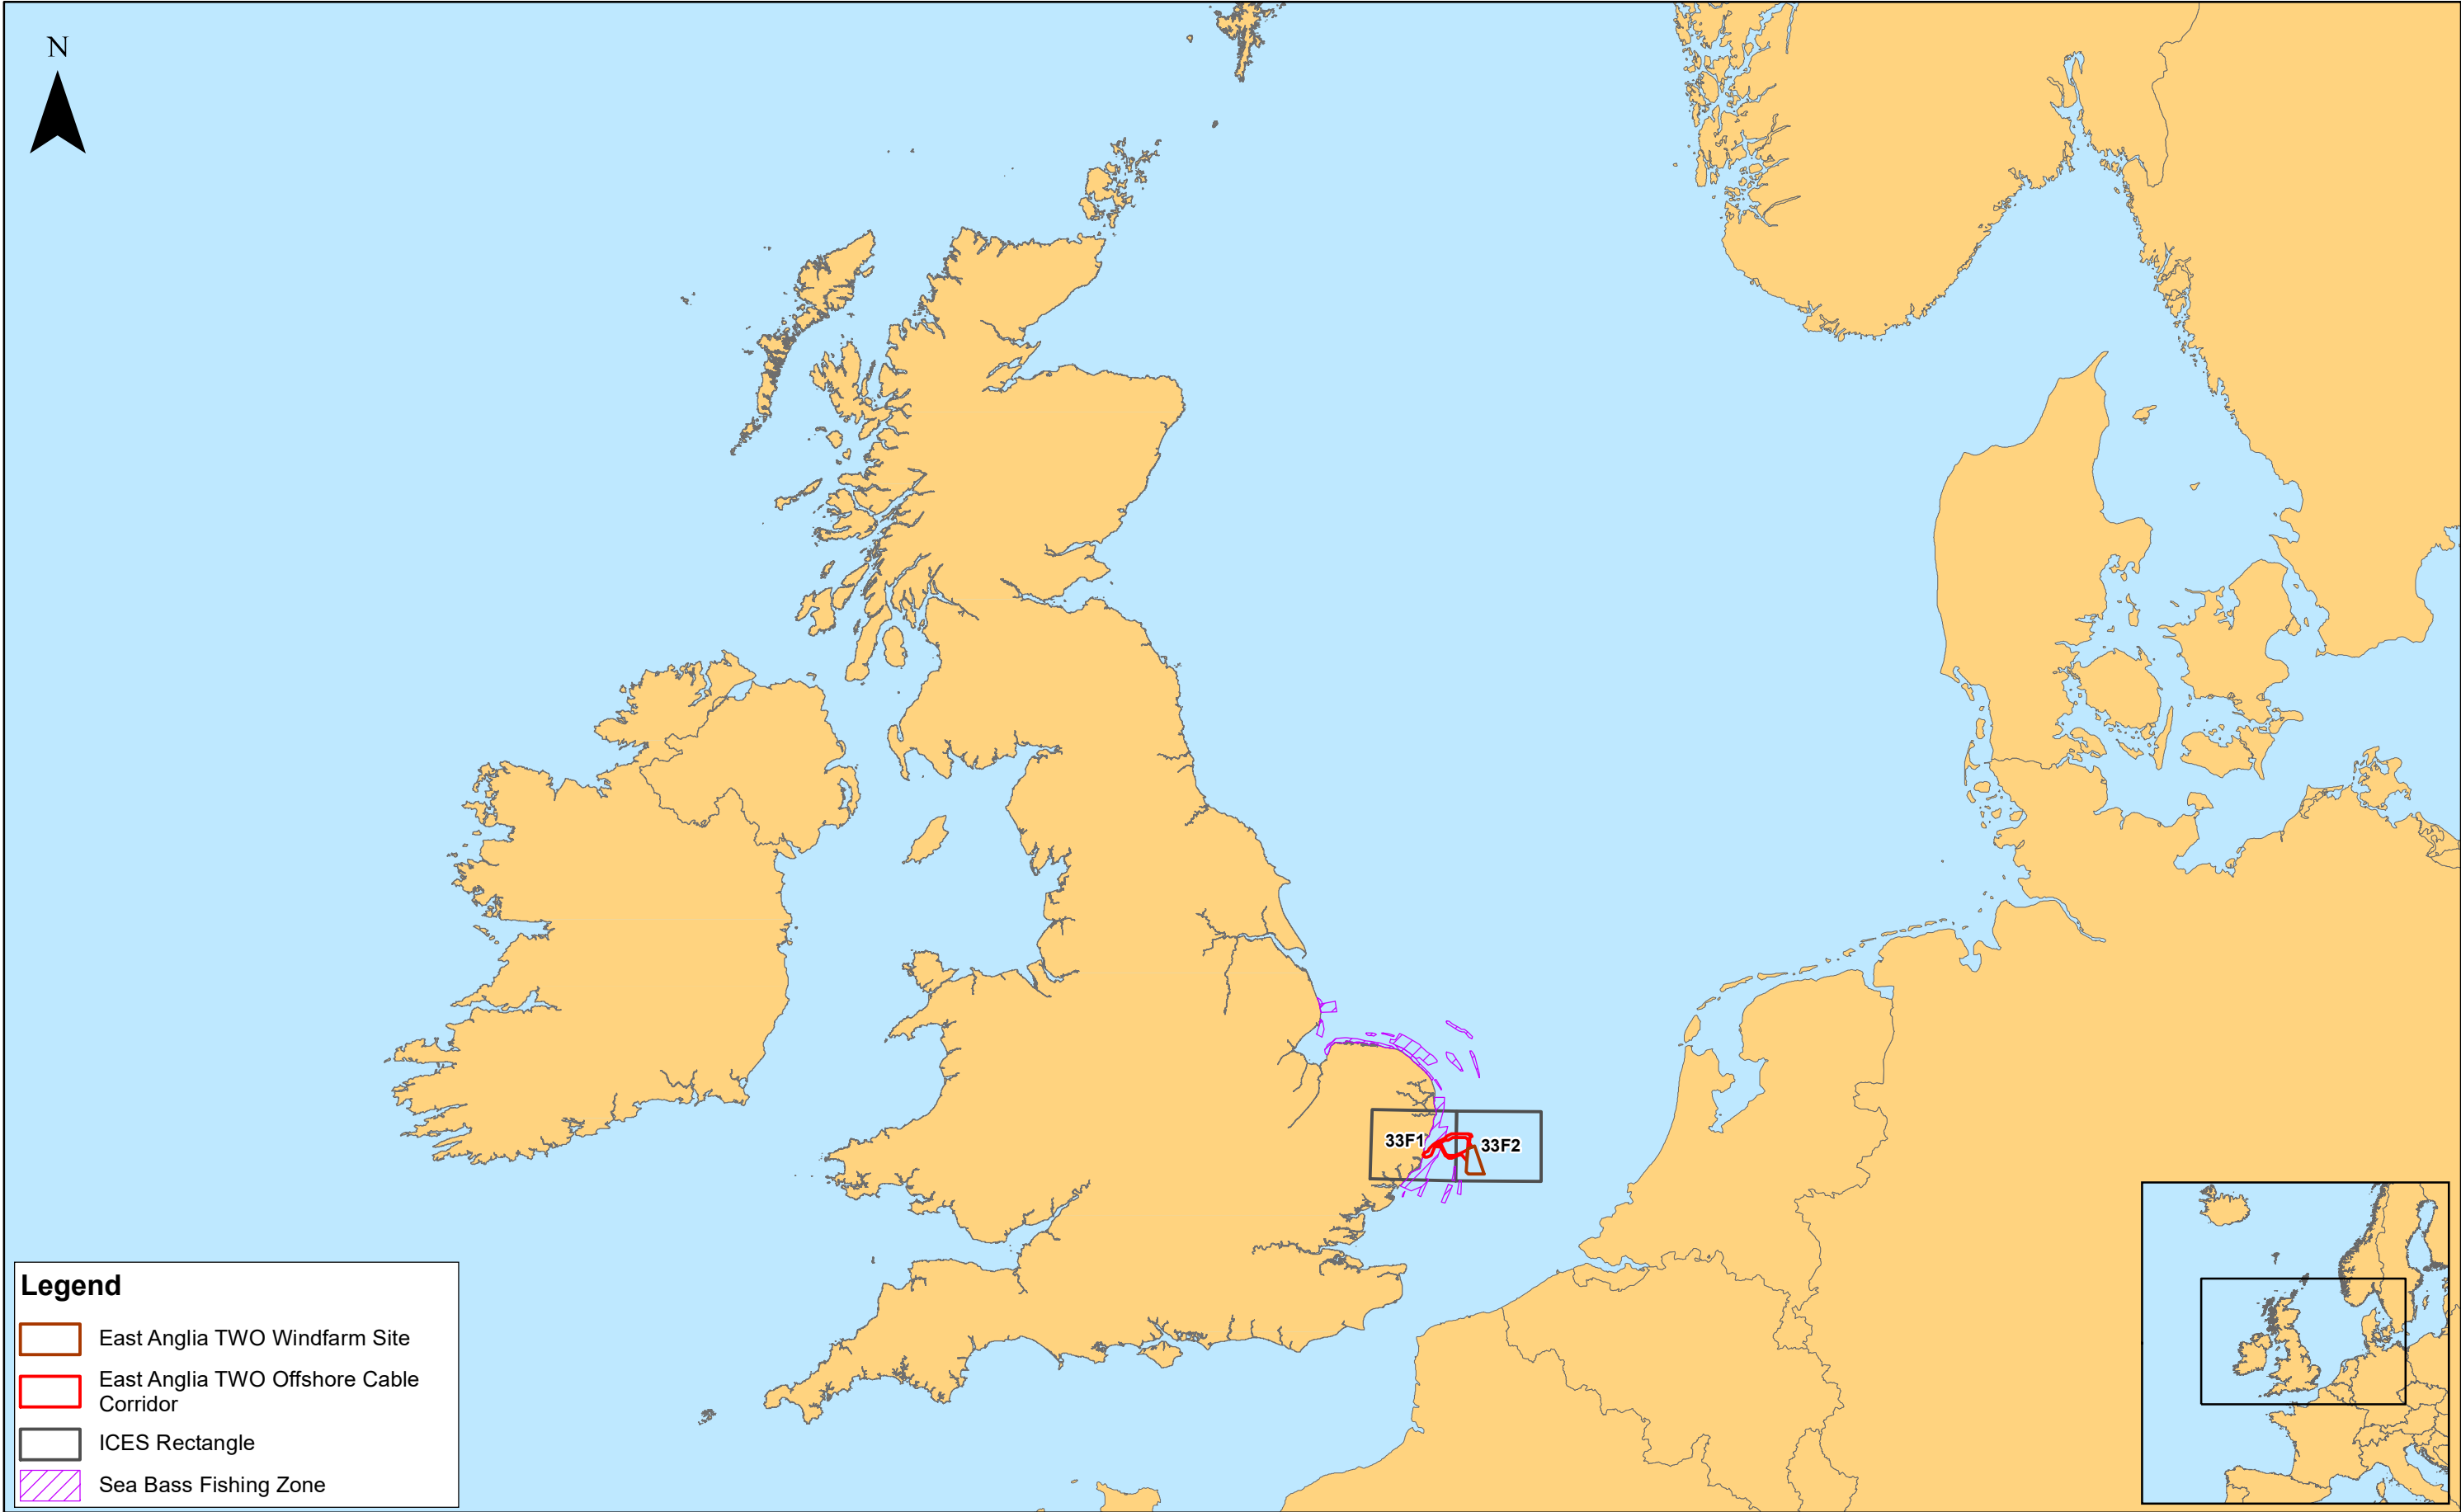 N
33F1
33F2
Legend
East Anglia TWO Windfarm Site
East Anglia TWO Offshore Cable
Corridor
ICES Rectangle
Sea Bass Fishing Zone